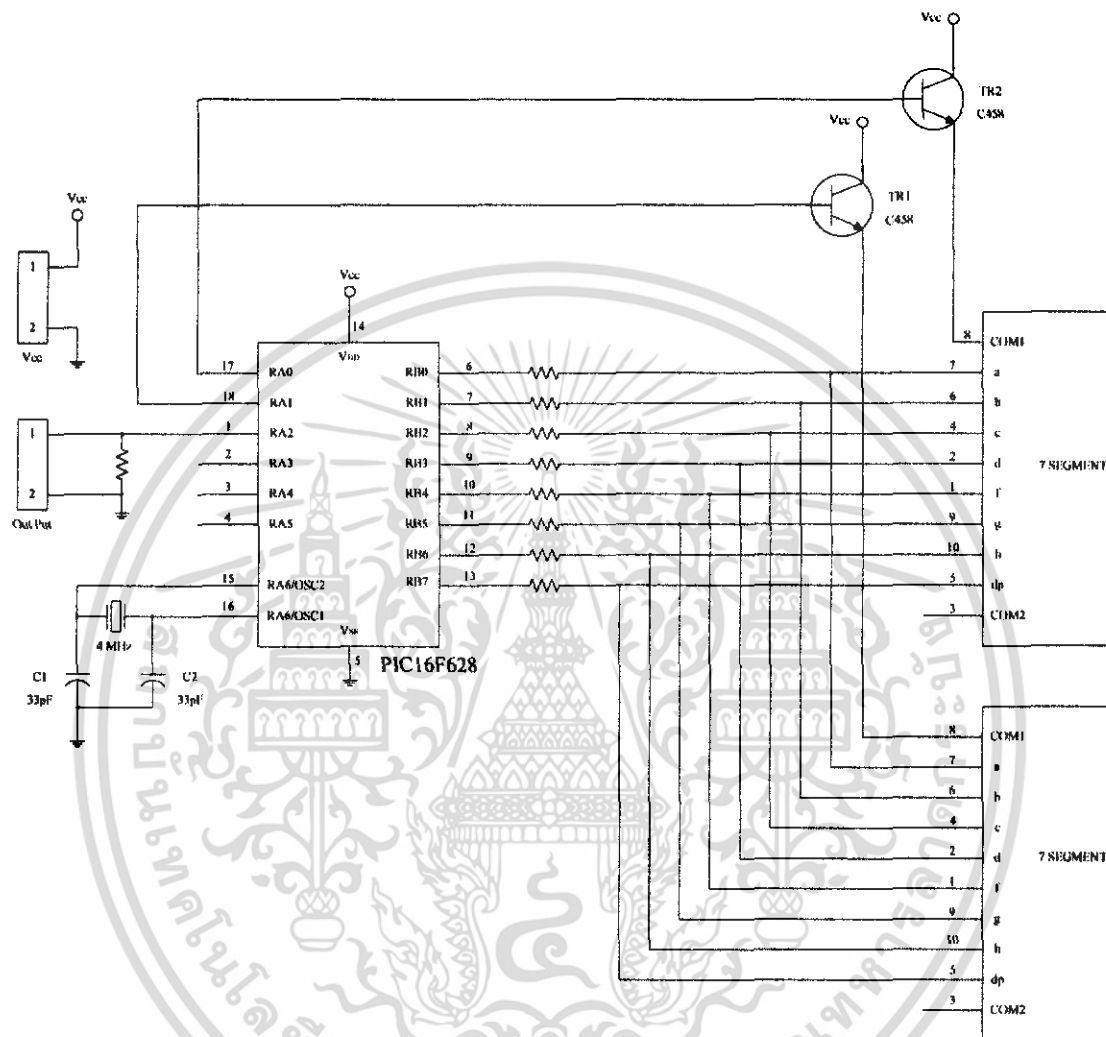 Vcc
TR2
C458
Vcc
TR1
C458
Vcc
1
2
Vcc
Vcc
14
VDD
8 COM1
17 RA0 RB0 6 7 a
18 RA1 RB1 7 6 b
1 1 RA2 RB2 8 4 c
2 RA3 RB3 9 2 d 7 SEGMENT
2 3 RA4 RB4 10 1 f
Out Put
4 RA5 RB5 11 9 g
RB6 12 10 h
15 RA6/OSC2 RB7 13 5 dp
16 RA6/OSC1
3 COM2
4 MHz
5
PIC16F628
C1 C2
33pF 33pF
8 COM1
7 a
6 b
4 c
2 d 7 SEGMENT
1 f
9 g
10 h
5 dp
3 COM2